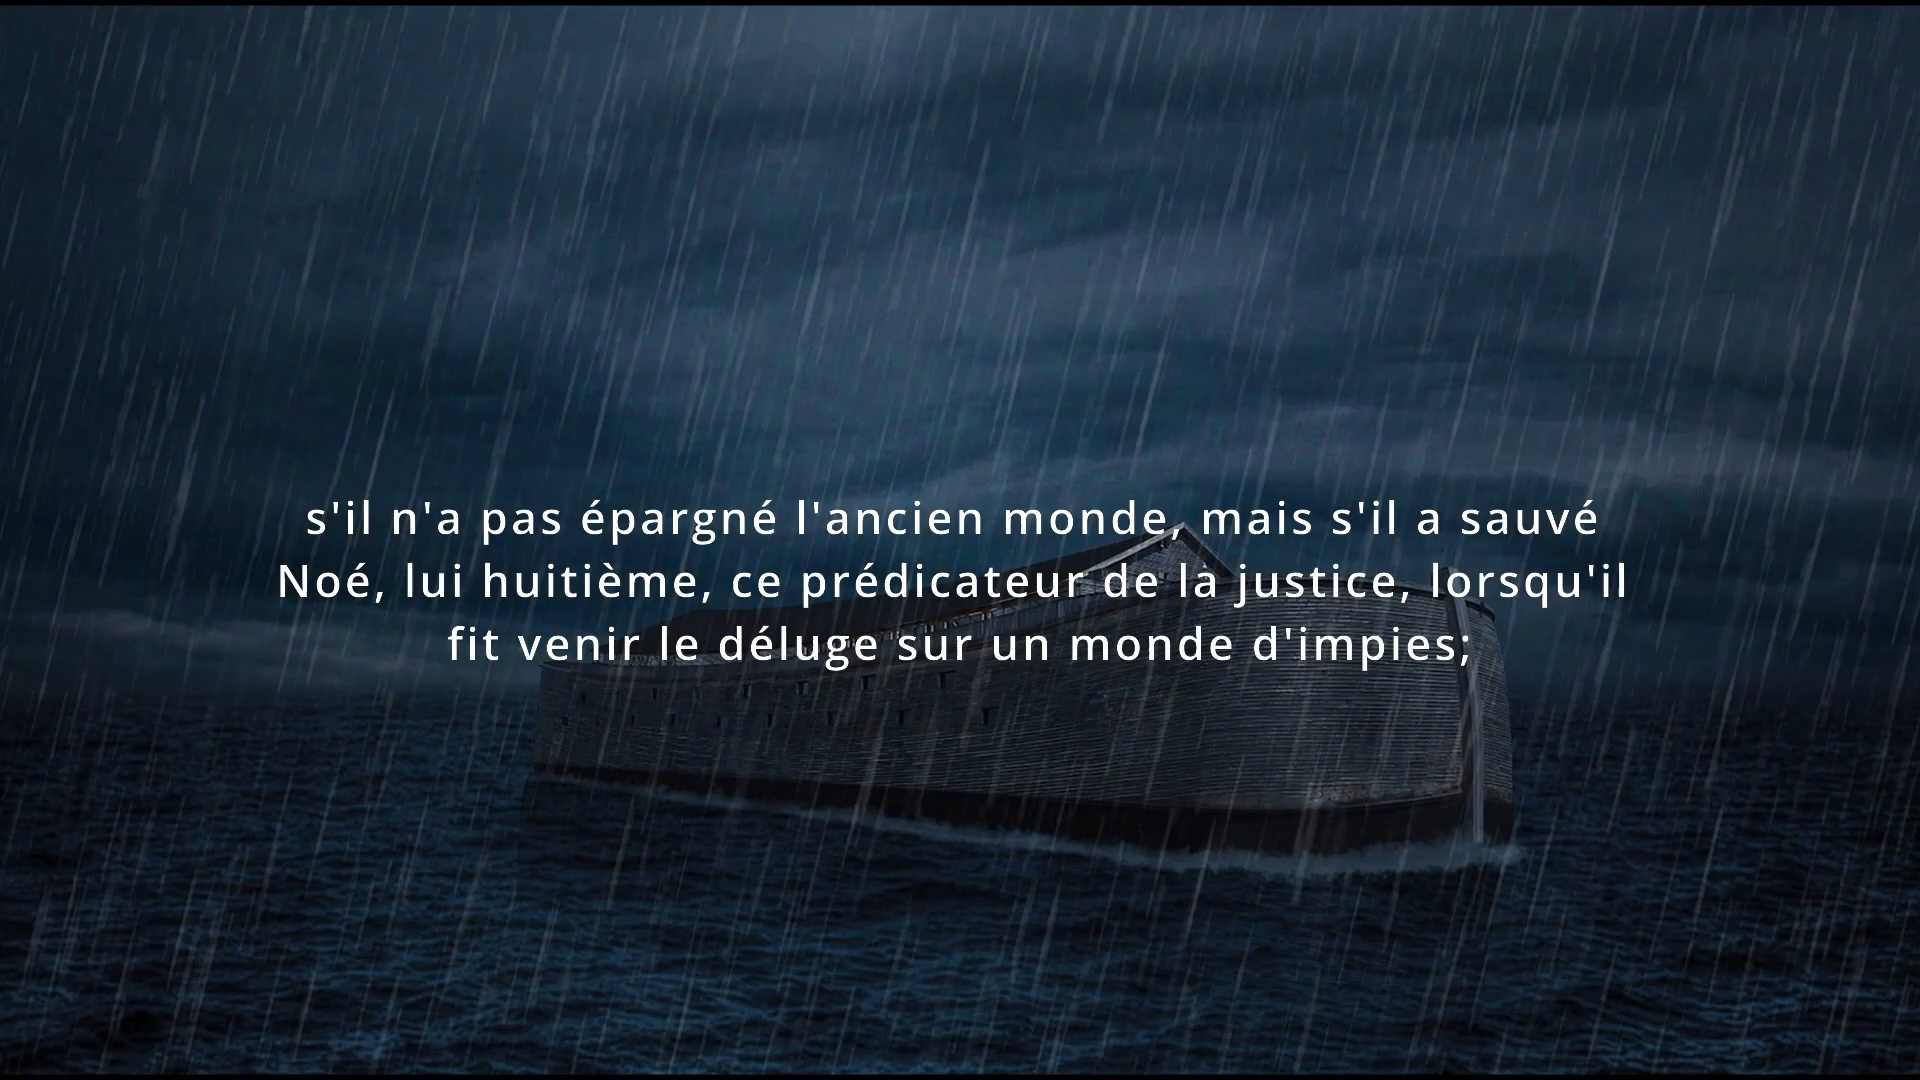 s'il n'a pas épargné l'ancien monde, mais s'il a sauvé
Noé, lui huitième, ce prédicateur de la justice, lorsqu'il
fit venir le déluge sur un monde d'impies;